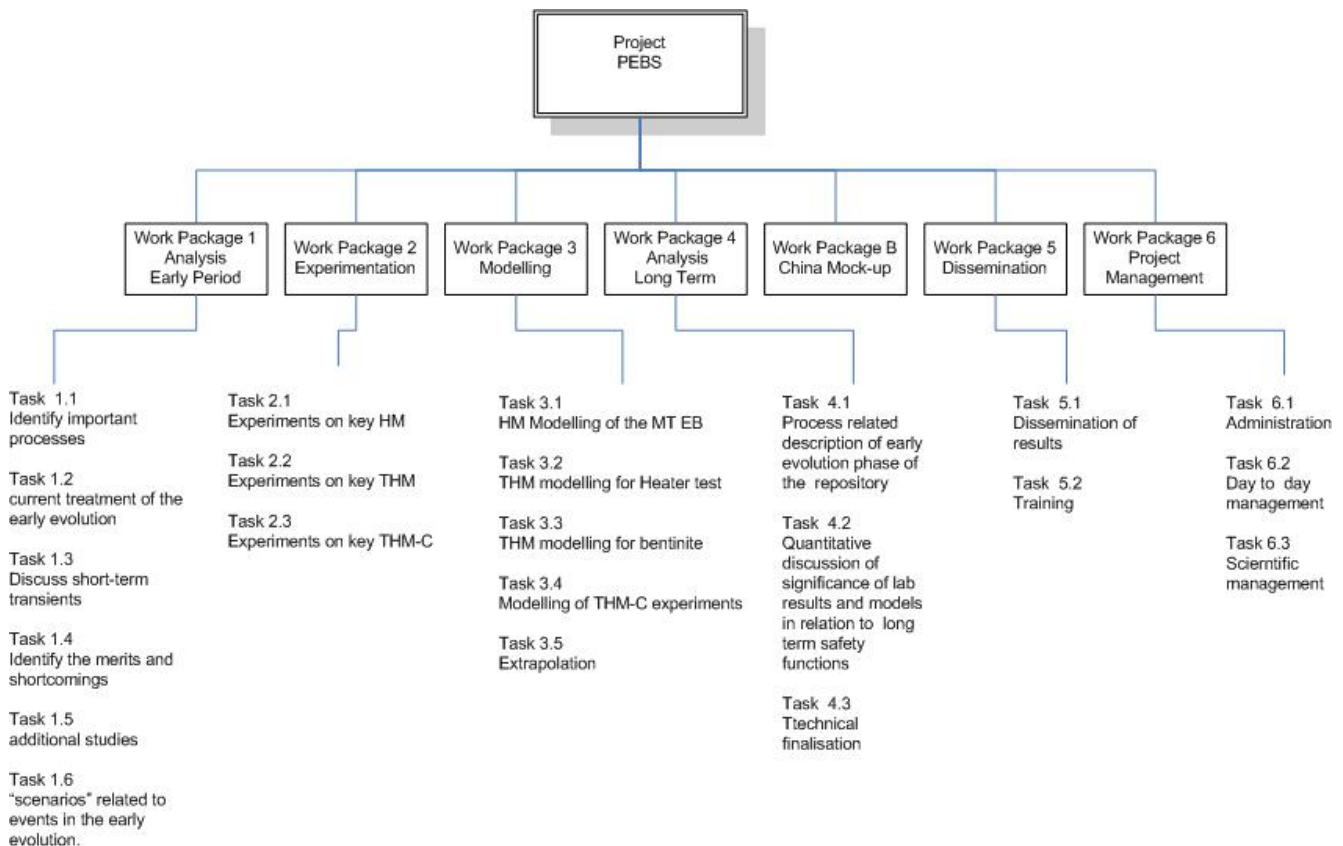 Project
PEBS
Work Package 1
Analysis
Early Period
Work Package 2
Experimentation
Work Package 3
Modelling
Work Package 4
Analysis
Long Term
Work Package B
China Mock-up
Work Package 5
Dissemination
Work Package 6
Project
Management
Task 1.1
Identify important
processes
Task 1.2
current treatment of the
early evolution
Task 1.3
Discuss short-term
transients
Task 1.4
Identify the merits and
shortcomings
Task 1.5
additional studies
Task 1.6
“scenarios” related to
events in the early
evolution.
Task 2.1
Experiments on key HM
Task 2.2
Experiments on key THM
Task 2.3
Experiments on key THM-C
Task 3.1
HM Modelling of the MT EB
Task 3.2
THM modelling for Heater test
Task 3.3
THM modelling for bentinite
Task 3.4
Modelling of THM-C experiments
Task 3.5
Extrapolation
Task 4.1
Process related
description of early
evolution phase of
the repository
Task 4.2
Quantitative
discussion of
significance of lab
results and models
in relation to long
term safety
functions
Task 4.3
Ttechnical
finalisation
Task 5.1
Dissemination of
results
Task 5.2
Training
Task 6.1
Administration
Task 6.2
Day to day
management
Task 6.3
Scierntific
management